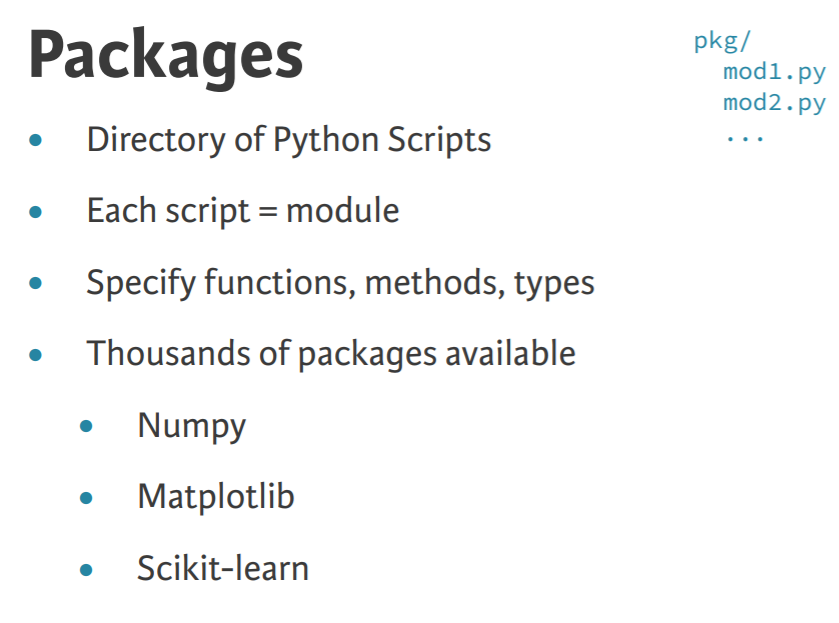 Packages
pkg/
mod1.py
mod2.py
...
Directory of Python Scripts
Each script = module
Specify functions, methods, types
Thousands of packages available
Numpy
Matplotlib
Scikit-learn